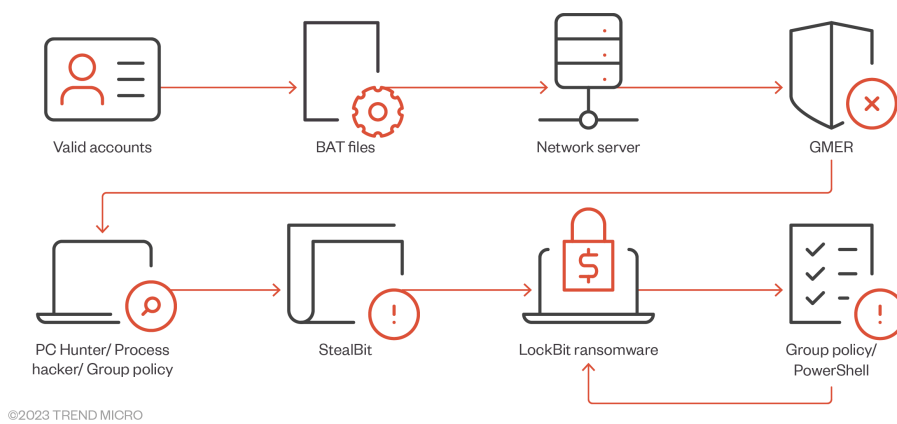 Valid accounts
BAT files
Network server
GMER
PC Hunter/ Process
hacker/ Group policy
StealBit
LockBit ransomware
Group policy/
PowerShell
©2023 TREND MICRO